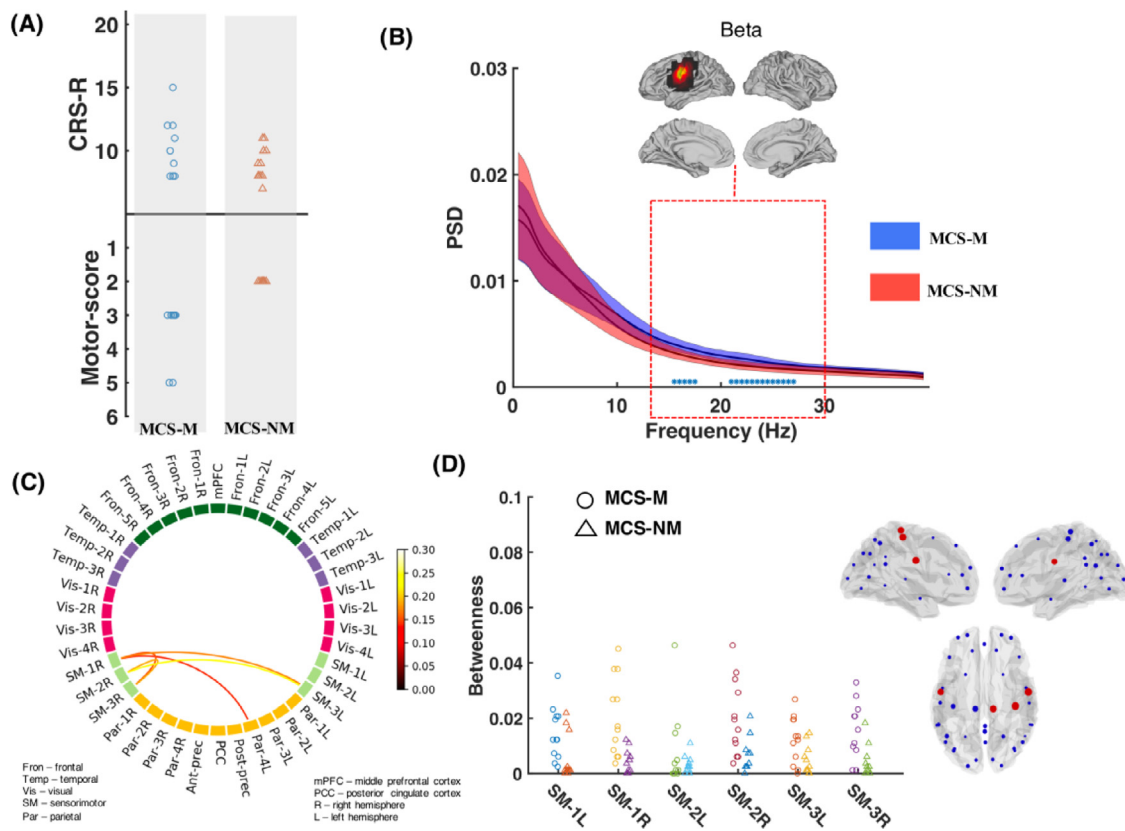 (A)
20
15
10
CRS-R
1
2
3
4
5
6
Motor-score
MCS-M
MCS-NM
(B)
Beta
0.03
0.02
0.01
0
PSD
0
10
20
30
Frequency (Hz)
MCS-M
MCS-NM
(C)
mPFC
Fron-1L
Fron-2L
Fron-3L
Fron-4L
Fron-5L
Temp-1L
Temp-2L
Temp-3L
Vis-1L
Vis-2L
Vis-3L
Vis-4L
SM-1L
SM-2L
SM-3L
Par-1L
Par-2L
Par-3L
Par-4L
Post-prec
PCC
Ant-prec
Par-4R
Par-3R
Par-2R
Par-1R
SM-3R
SM-2R
SM-1R
Vis-4R
Vis-3R
Vis-2R
Vis-1R
Temp-3R
Temp-2R
Temp-1R
Fron-5R
Fron-4R
Fron-3R
Fron-2R
Fron-1R
0.30
0.25
0.20
0.15
0.10
0.05
0.00
Fron – frontal
Temp – temporal
Vis – visual
SM – sensorimotor
Par – parietal
mPFC – middle prefrontal cortex
PCC – posterior cingulate cortex
R – right hemisphere
L – left hemisphere
(D)
MCS-M
MCS-NM
0.1
0.08
0.06
0.04
0.02
0
Betweenness
SM-1L
SM-1R
SM-2L
SM-2R
SM-3L
SM-3R